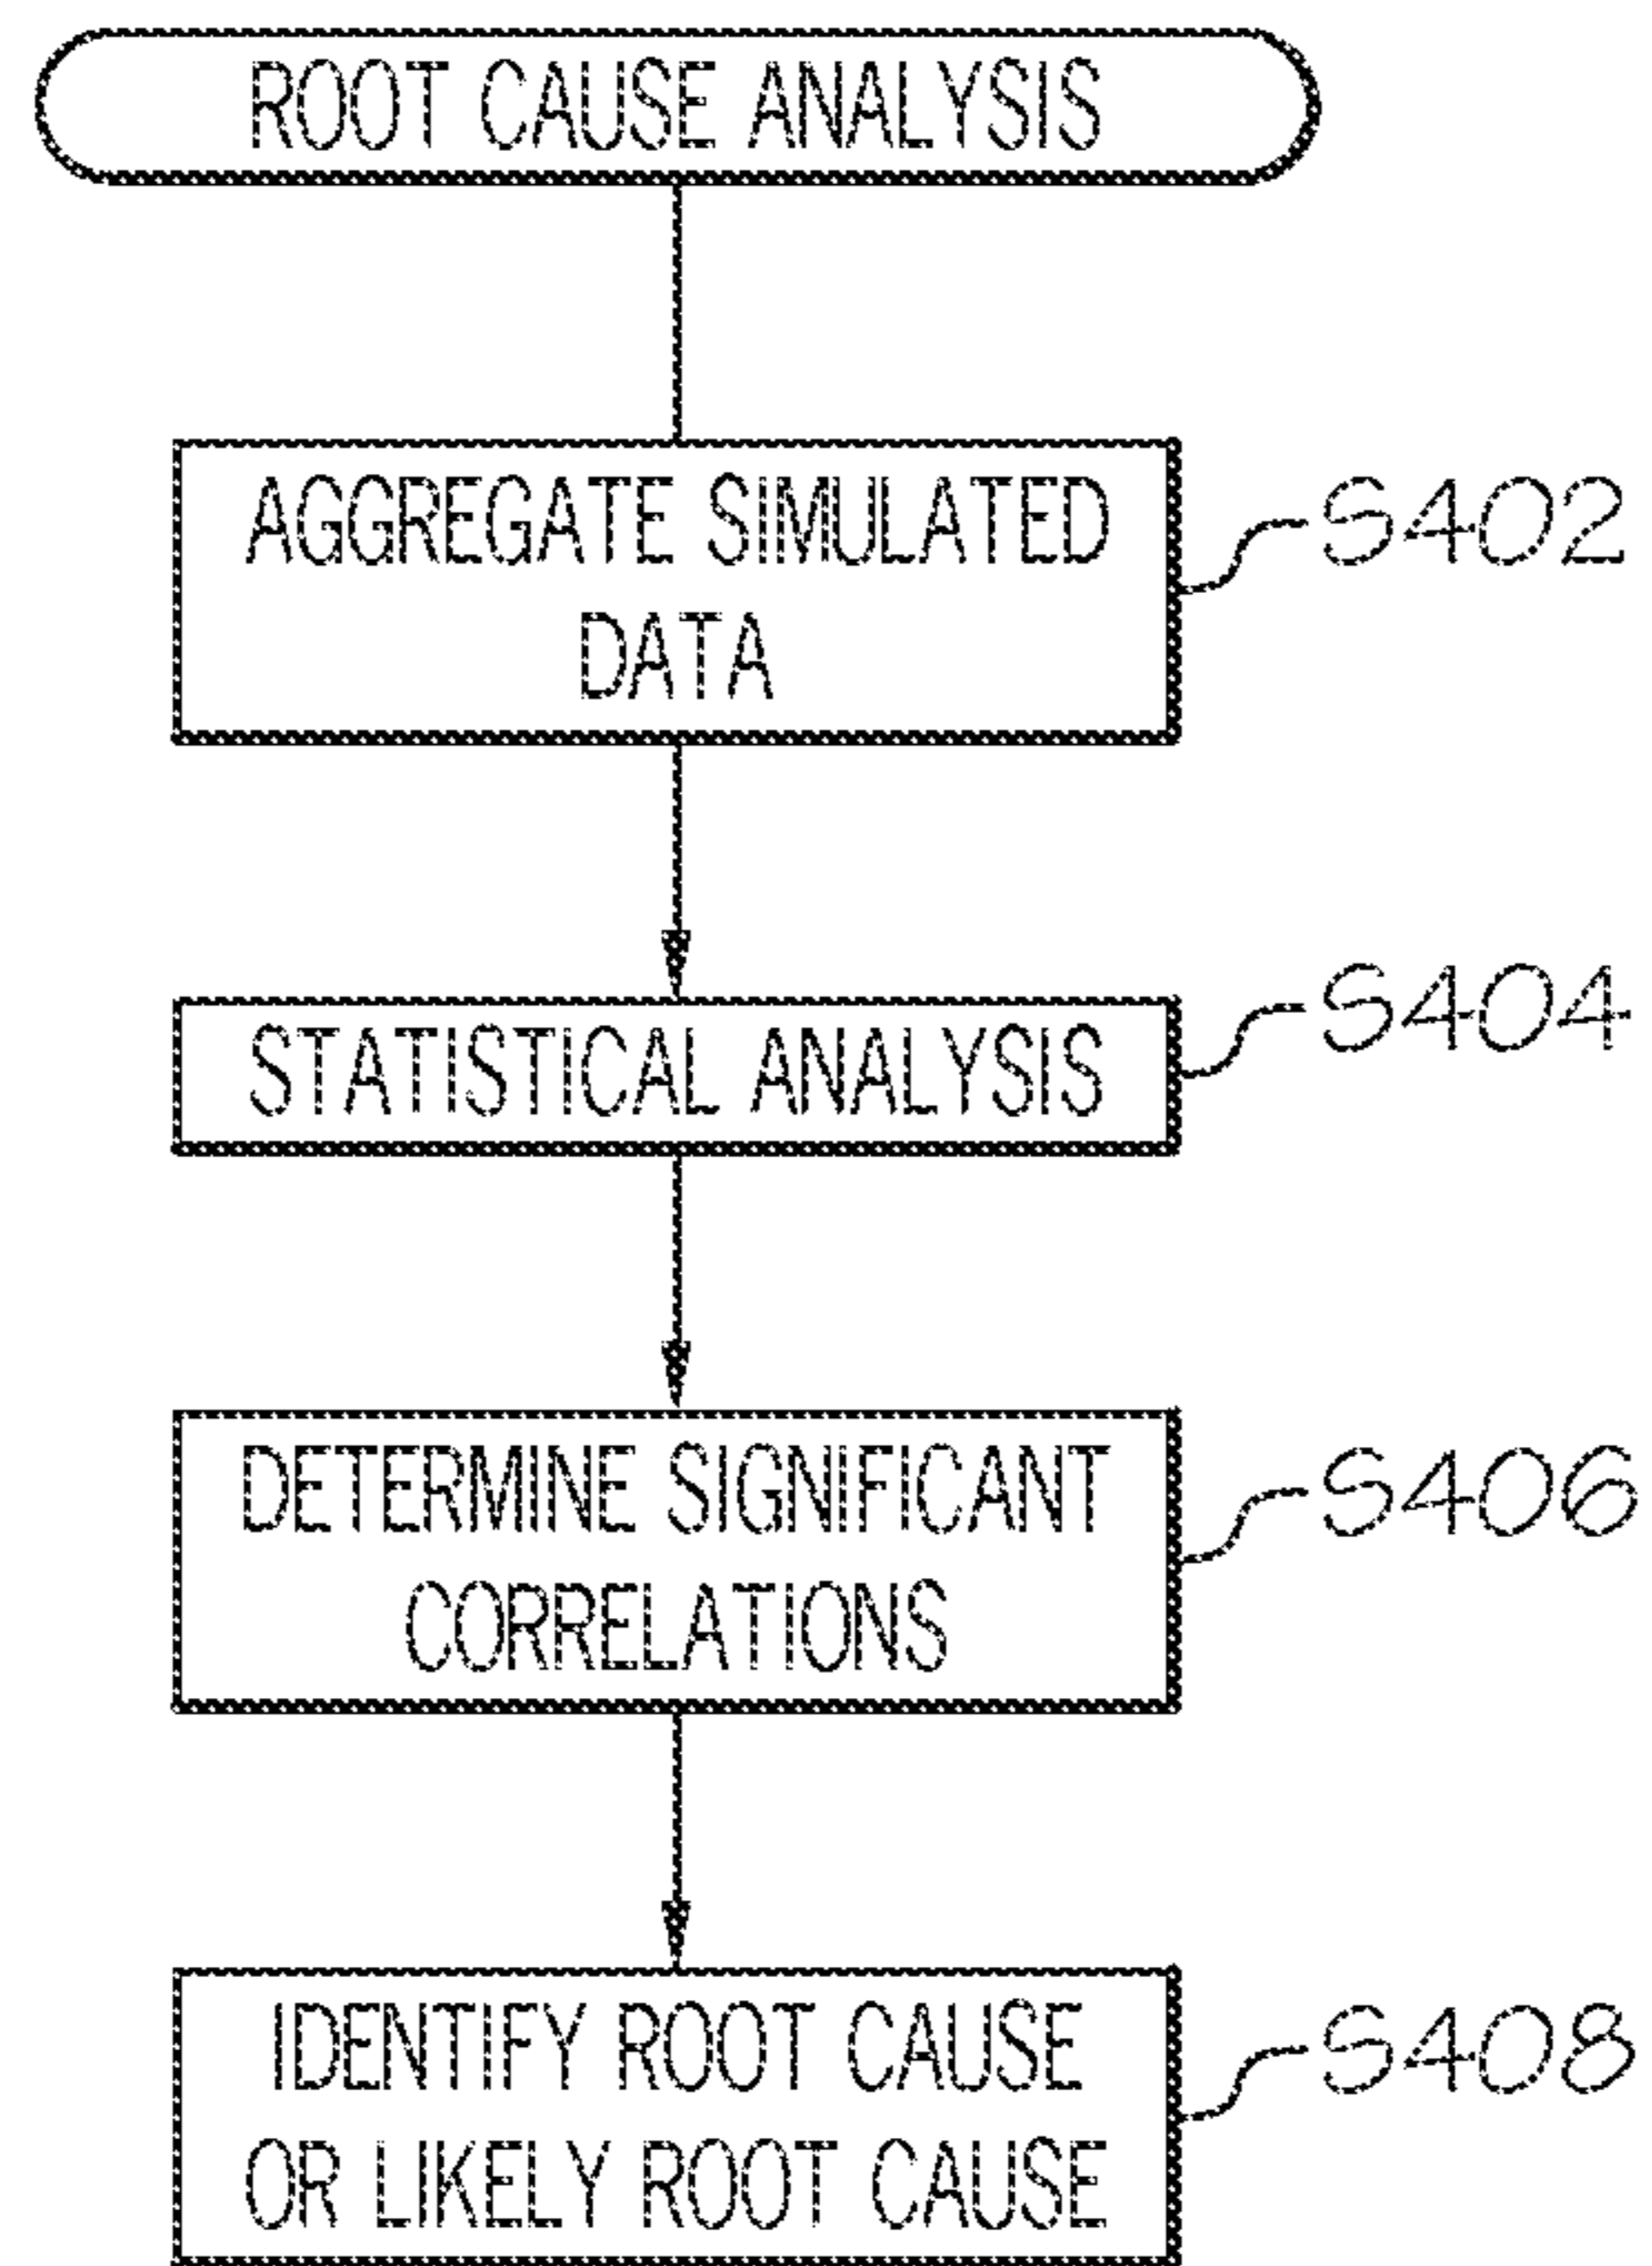 ROOT CAUSE ANALYSIS
AGGREGATE SIMULATED
DATA
S402
STATISTICAL ANALYSIS
S404
DETERMINE SIGNIFICANT
CORRELATIONS
S406
IDENTIFY ROOT CAUSE
OR LIKELY ROOT CAUSE
S408